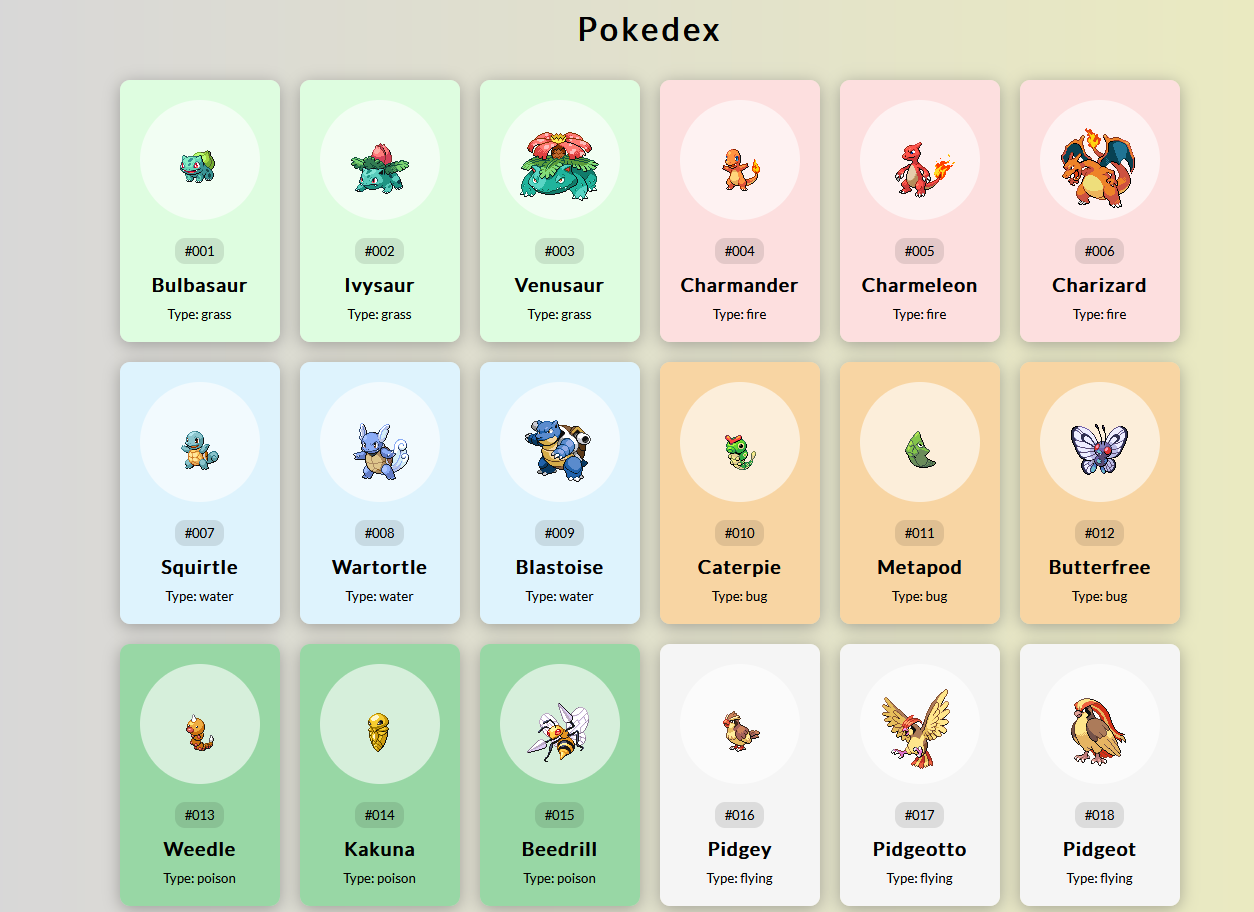 Pokedex
#001 #002 #003 #004 #005 #006
Bulbasaur Ivysaur Venusaur Charmander Charmeleon Charizard
Type: grass Type: grass Type: grass Type: fire Type: fire Type: fire
#007 #008 #009 #010 #011 #012
Squirtle Wartortle Blastoise Caterpie Metapod Butterfree
Type: water Type: water Type: water Type: bug Type: bug Type: bug
#013 #014 #015 #016 #017 #018
Weedle Kakuna Beedrill Pidgey Pidgeotto Pidgeot
Type: poison Type: poison Type: poison Type: flying Type: flying Type: flying